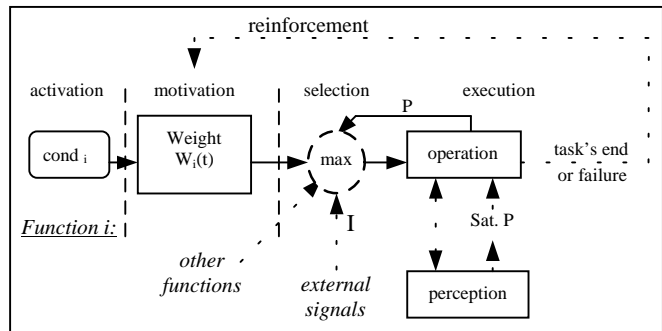 reinforcement
activation
motivation
selection
execution
P
cond i
Weight
Wi(t)
max
operation
task's end
or failure
Function i:
I
Sat. P
other
functions
external
signals
perception